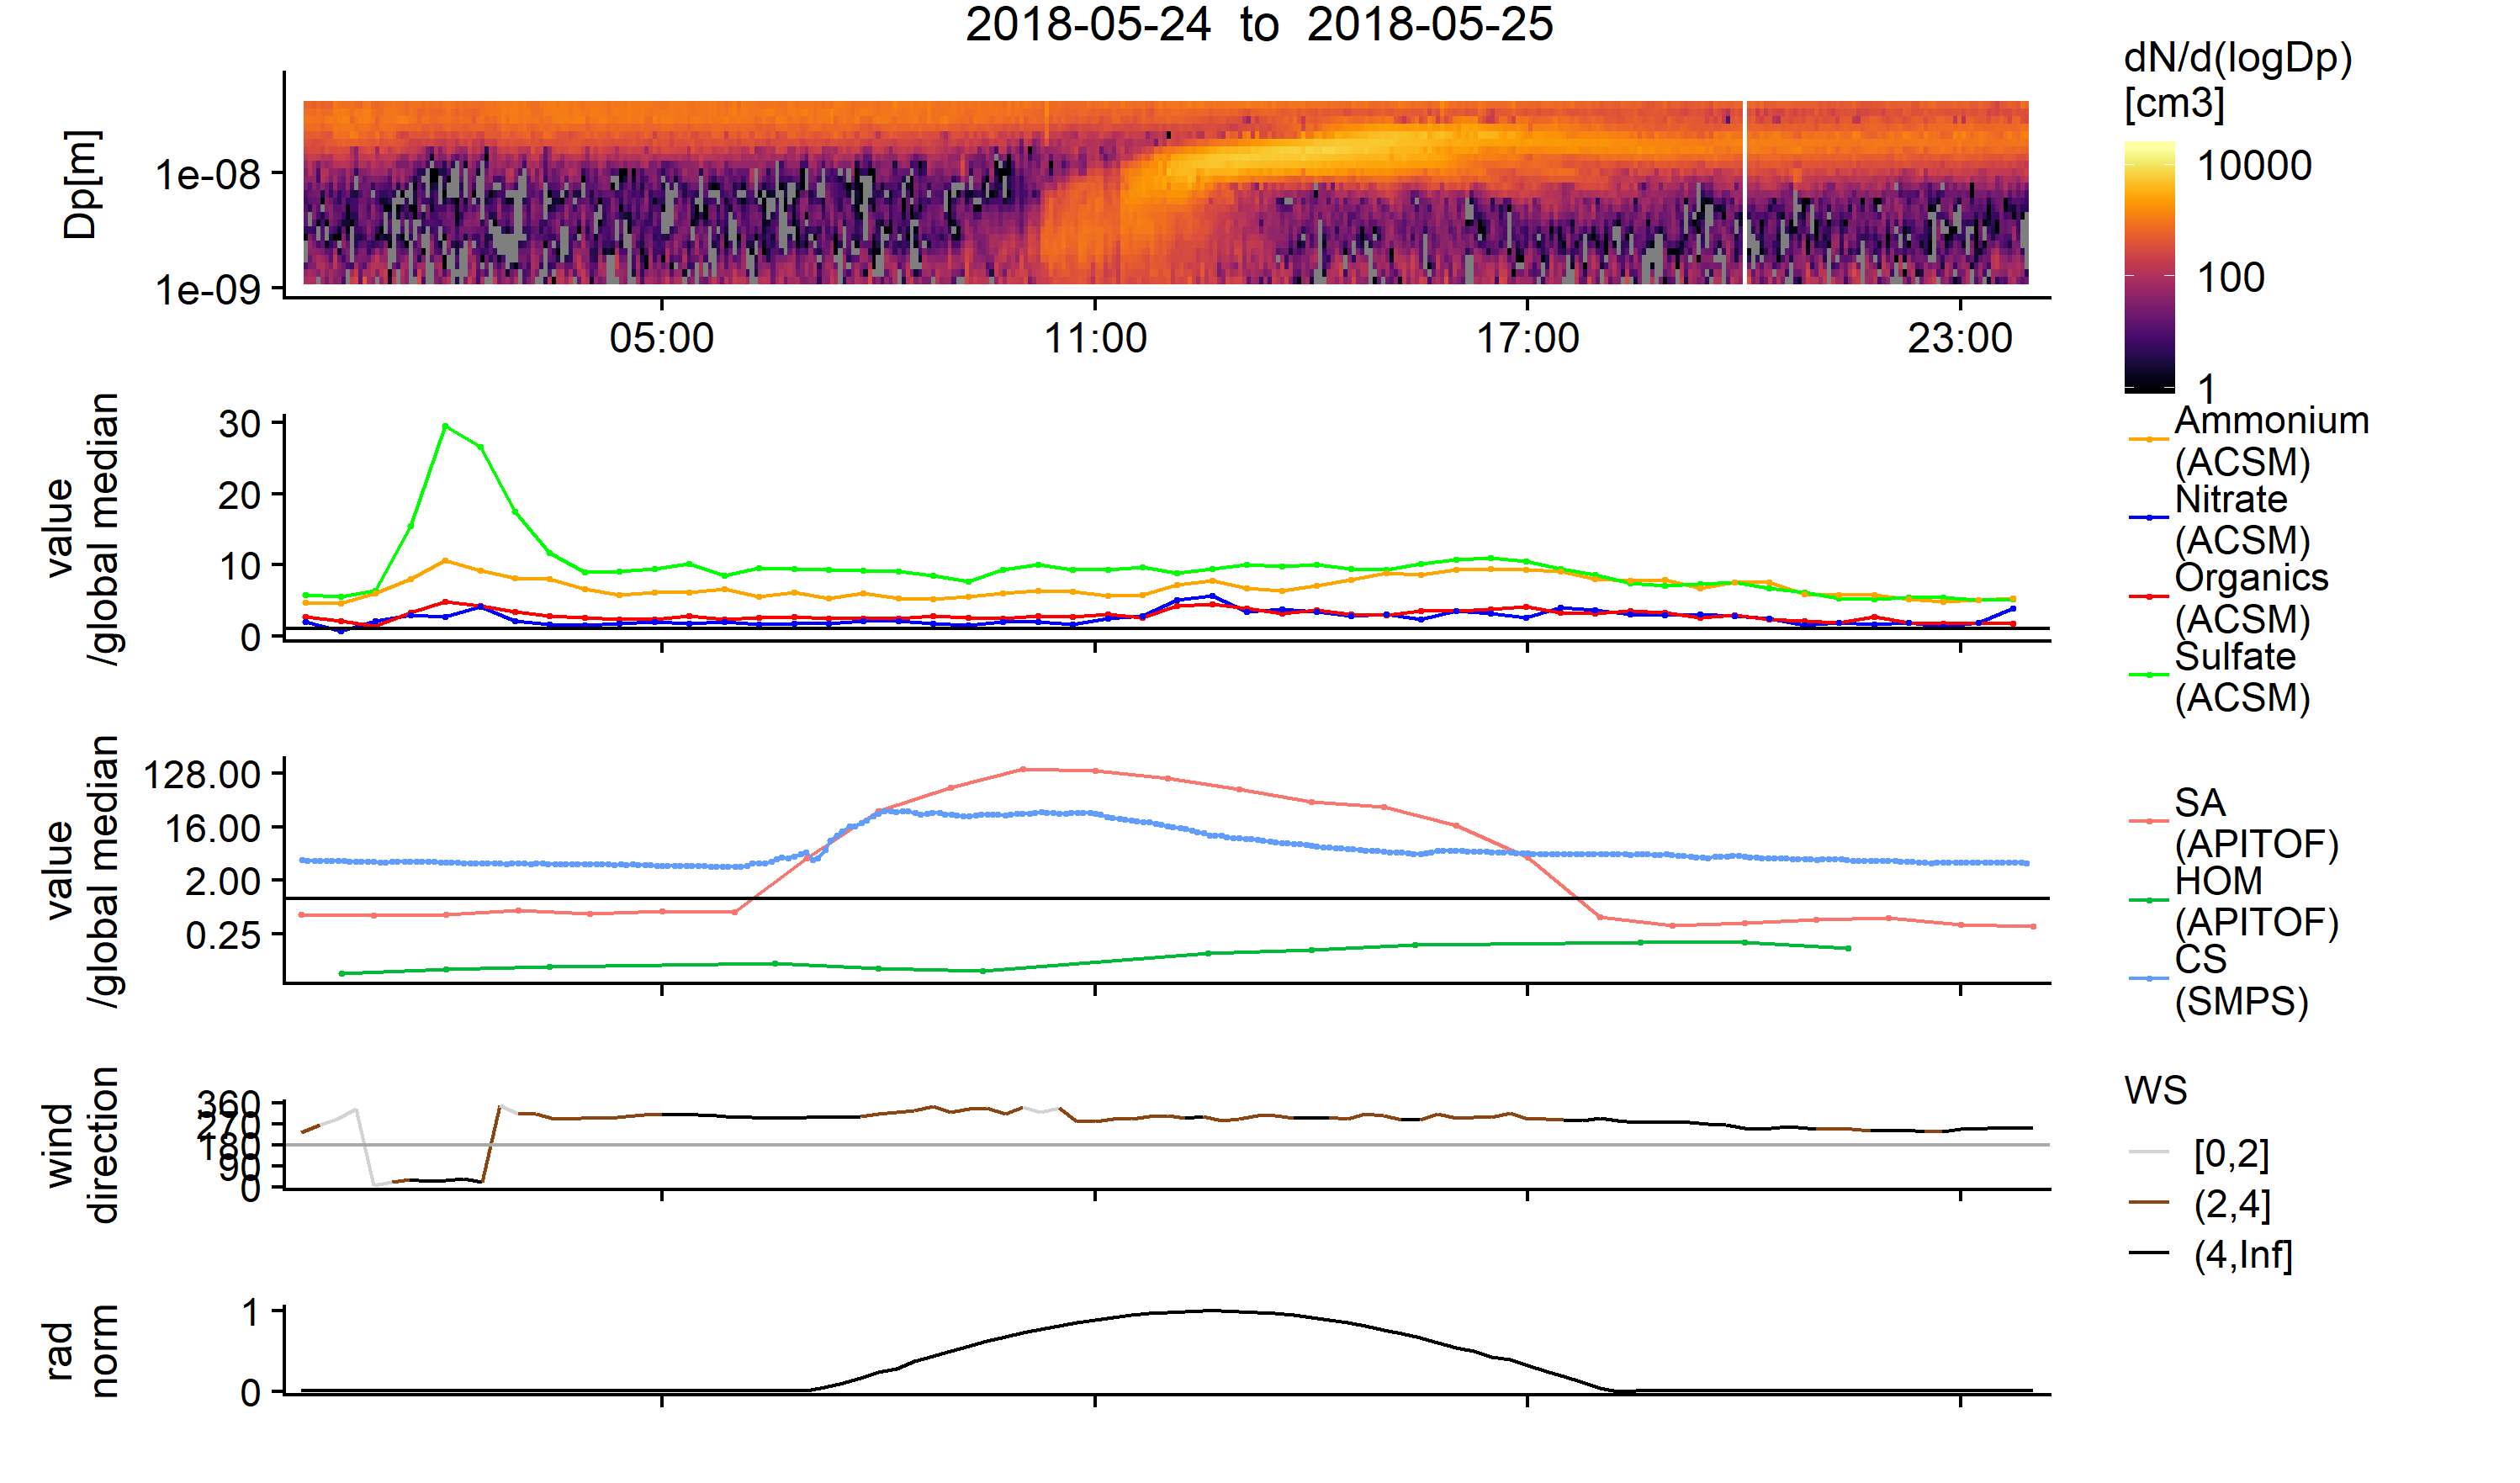 2018-05-24 to 2018-05-25
dN/d(logDp)
[cm3]
10000
100
1
Dp[m]
1e-08
1e-09
05:00
11:00
17:00
23:00
value
/global median
30
20
10
0
Ammonium
(ACSM)
Nitrate
(ACSM)
Organics
(ACSM)
Sulfate
(ACSM)
value
/global median
128.00
16.00
2.00
0.25
SA
(APITOF)
HOM
(APITOF)
CS
(SMPS)
wind
direction
360
270
180
90
0
WS
[0,2]
(2,4]
(4,Inf]
rad
norm
1
0